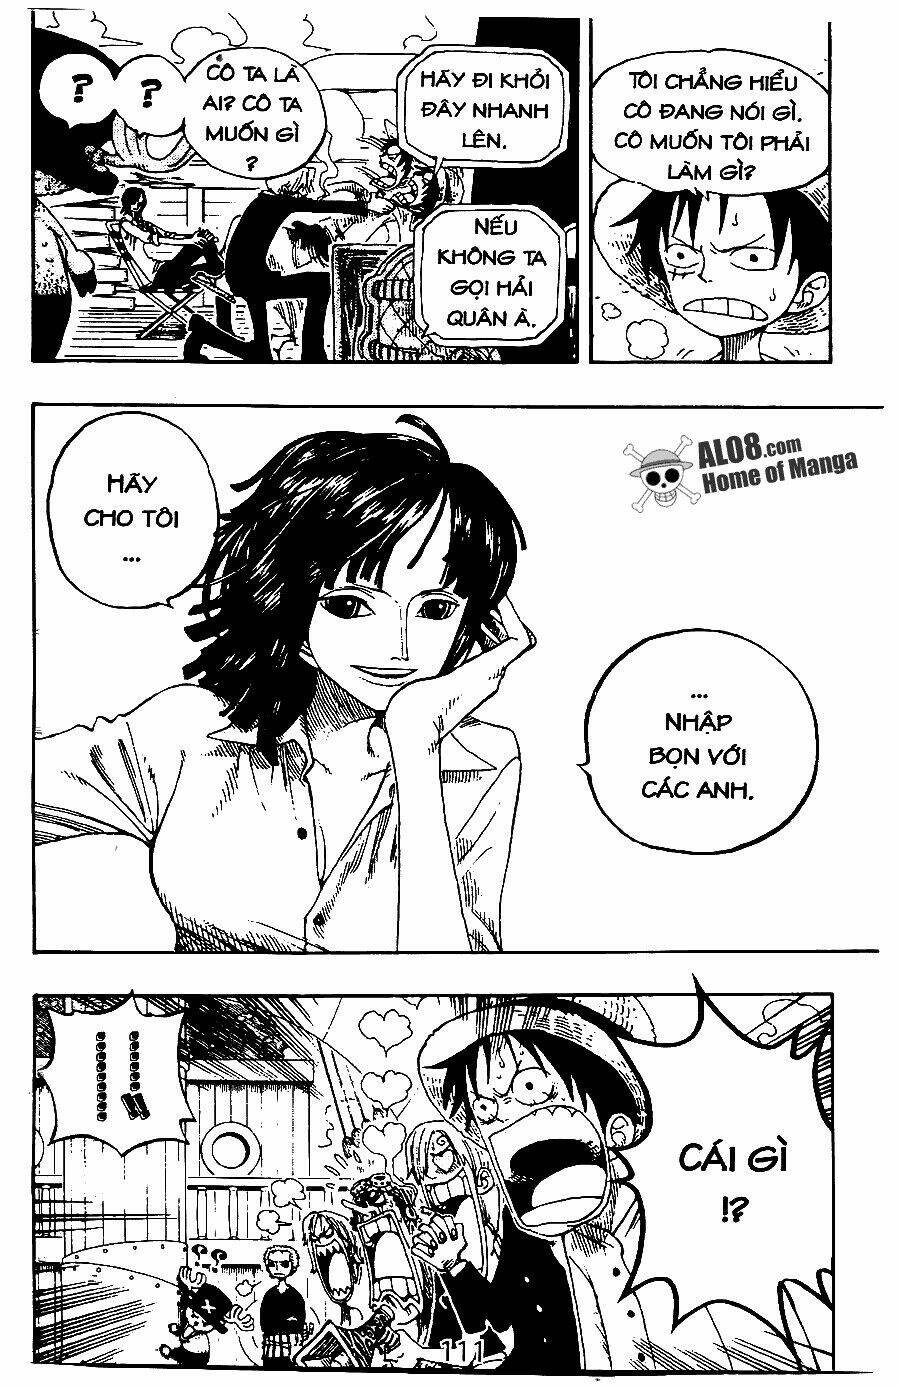 ?
?
CÔ TA LÀ
AI? CÔ TA
MUỐN GÌ
?
HÃY ĐI KHỎI
ĐÂY NHANH
LÊN.
NẾU
KHÔNG TA
GỌI HẢI
QUÂN À.
TÔI CHẲNG HIỂU
CÔ ĐANG NÓI GÌ.
CÔ MUỐN TÔI PHẢI
LÀM GÌ?
HÃY
CHO TÔI
...
ALO8.com
Home of Manga
...
NHẬP
BỌN VỚI
CÁC ANH.
CÁI GÌ
!?
??
111